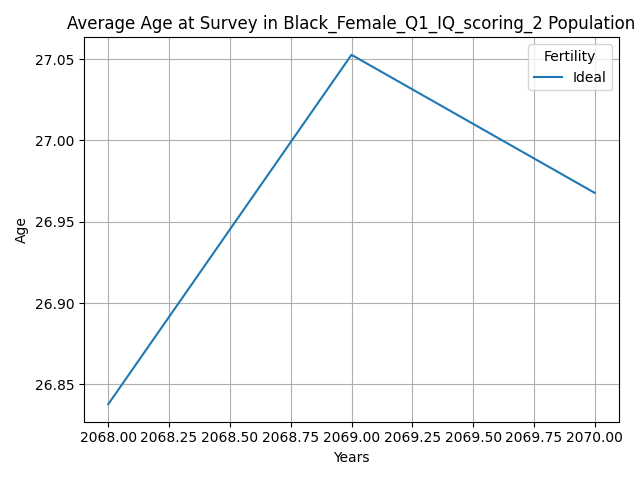 Average Age at Survey in Black_Female_Q1_IQ_scoring_2 Population
Fertility
Ideal
27.05
27.00
26.95
26.90
26.85
Age
2068.00 2068.25 2068.50 2068.75 2069.00 2069.25 2069.50 2069.75 2070.00
Years